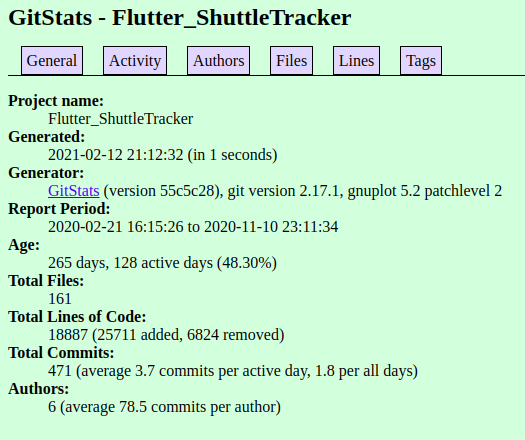 GitStats - Flutter_ShuttleTracker
General Activity Authors Files Lines Tags
Project name:
Flutter_ShuttleTracker
Generated:
2021-02-12 21:12:32 (in 1 seconds)
Generator:
GitStats (version 55c5c28), git version 2.17.1, gnuplot 5.2 patchlevel 2
Report Period:
2020-02-21 16:15:26 to 2020-11-10 23:11:34
Age:
265 days, 128 active days (48.30%)
Total Files:
161
Total Lines of Code:
18887 (25711 added, 6824 removed)
Total Commits:
471 (average 3.7 commits per active day, 1.8 per all days)
Authors:
6 (average 78.5 commits per author)